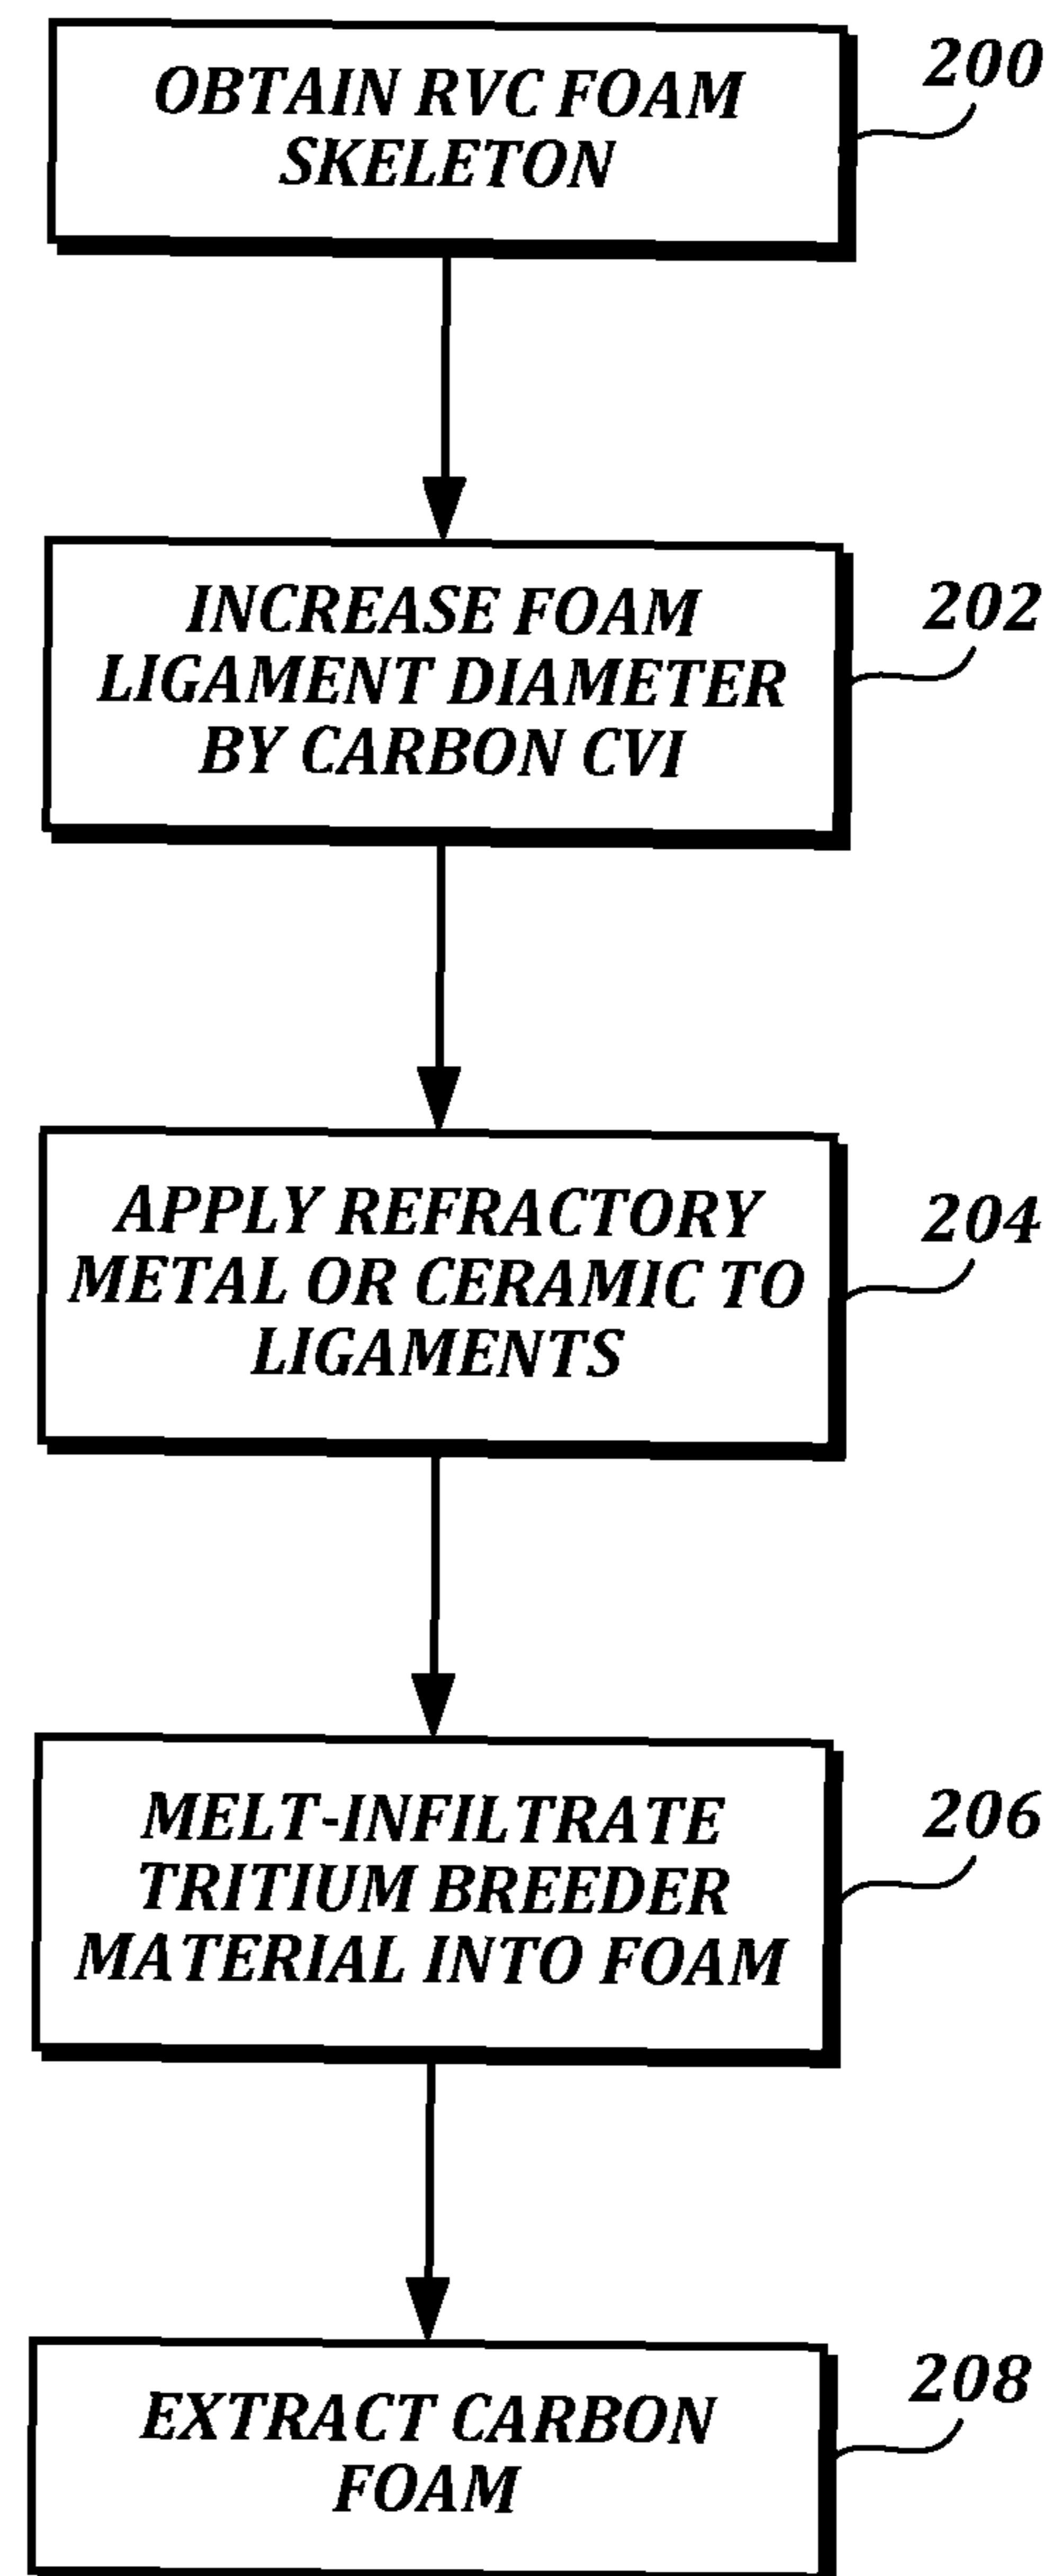 OBTAIN RVC FOAM
SKELETON
200
INCREASE FOAM
LIGAMENT DIAMETER
BY CARBON CVI
202
APPLY REFRACTORY
METAL OR CERAMIC TO
LIGAMENTS
204
MELT-INFILTRATE
TRITIUM BREEDER
MATERIAL INTO FOAM
206
EXTRACT CARBON
FOAM
208